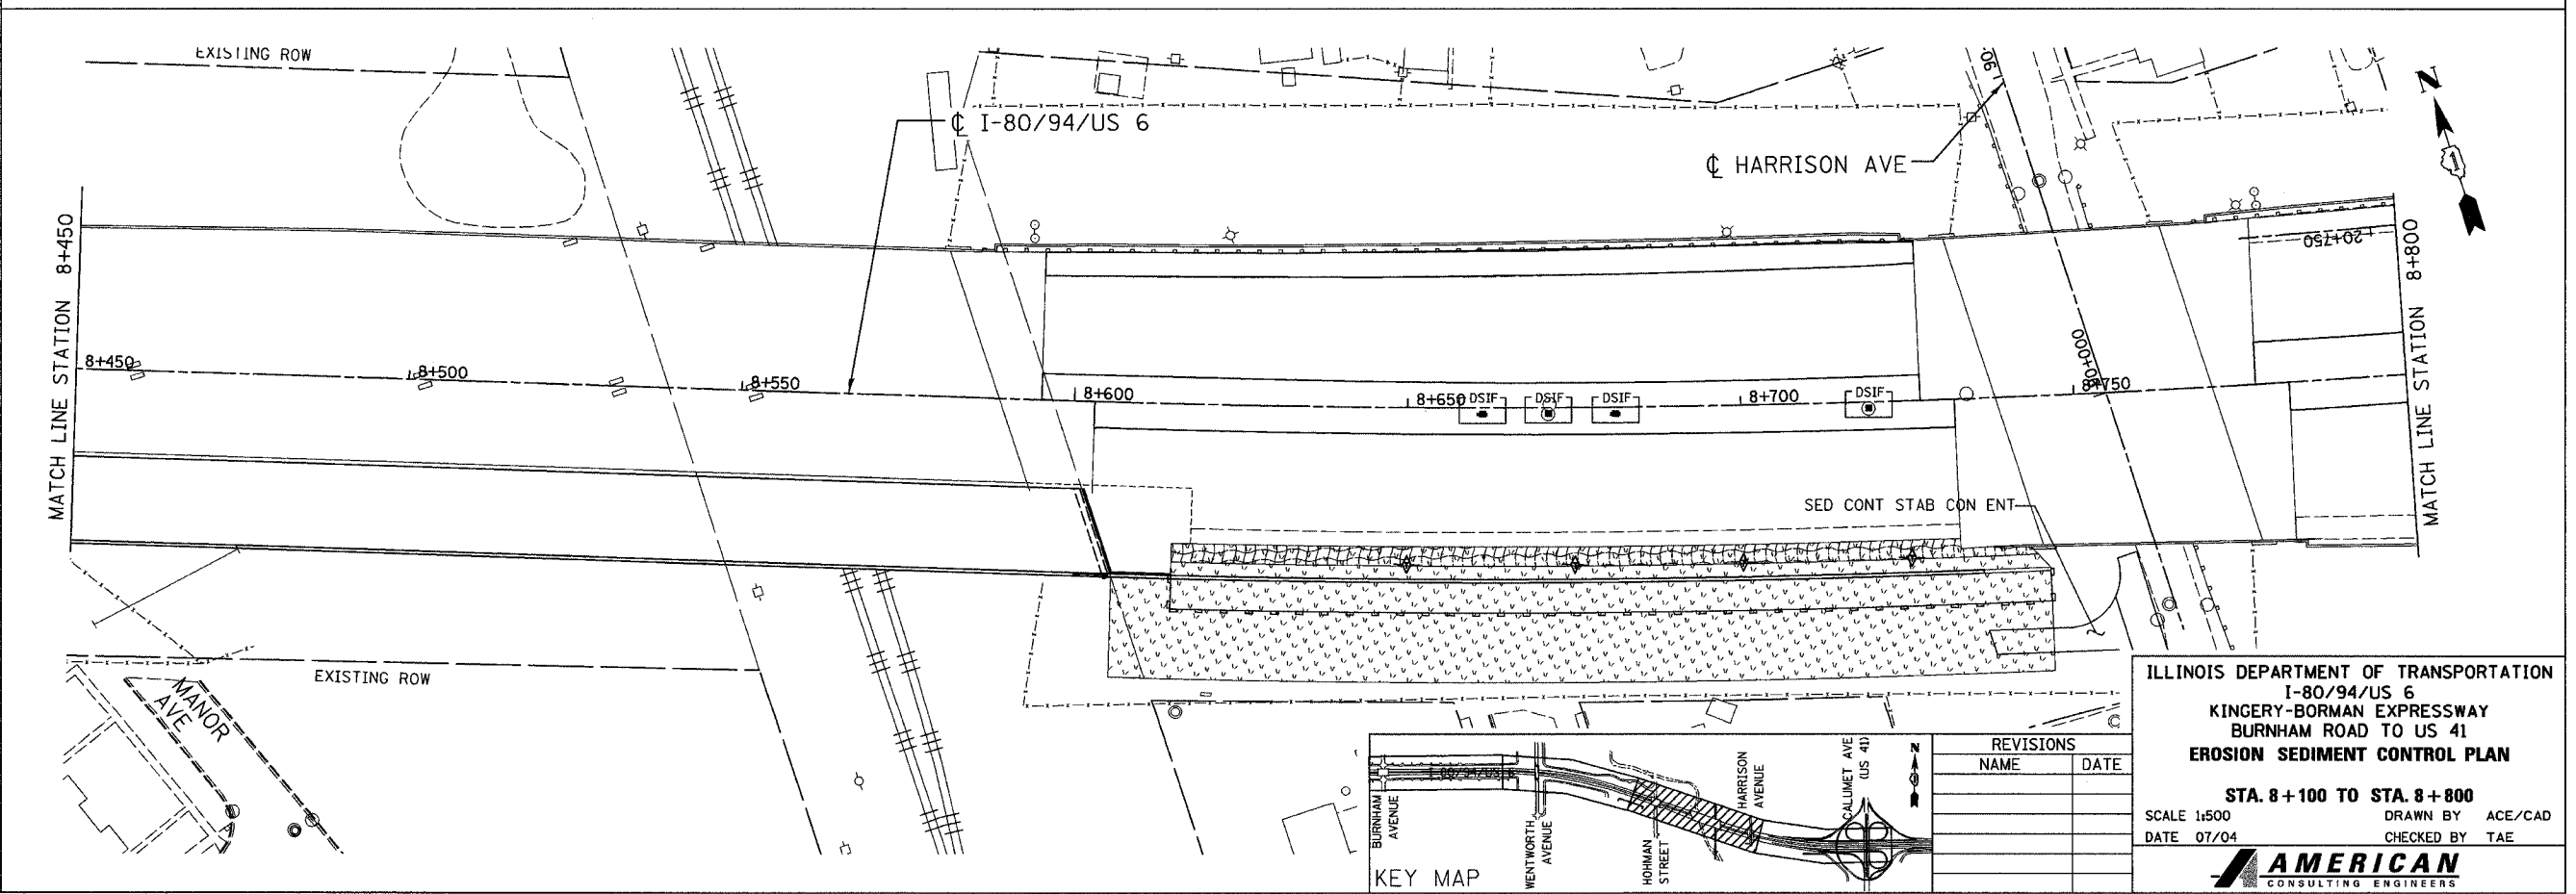 EXISTING ROW
℄ I-80/94/US 6
℄ HARRISON AVE
N
MATCH LINE STATION 8+450
8+450
8+500
8+550
8+600
8+650
DSIF
DSIF
DSIF
8+700
DSIF
8+750
20+750
MATCH LINE STATION 8+800
SED CONT STAB CON ENT
EXISTING ROW
MANOR
AVE
KEY MAP
I-80/94/US 6
BURNHAM
AVENUE
WENTWORTH
AVENUE
HOHMAN
STREET
HARRISON
AVENUE
CALUMET AVE
(US 41)
N
REVISIONS
NAME DATE
ILLINOIS DEPARTMENT OF TRANSPORTATION
I-80/94/US 6
KINGERY-BORMAN EXPRESSWAY
BURNHAM ROAD TO US 41
EROSION SEDIMENT CONTROL PLAN
STA. 8+100 TO STA. 8+800
SCALE 1:500 DRAWN BY ACE/CAD
DATE 07/04 CHECKED BY TAE
AMERICAN
CONSULTING ENGINEERS